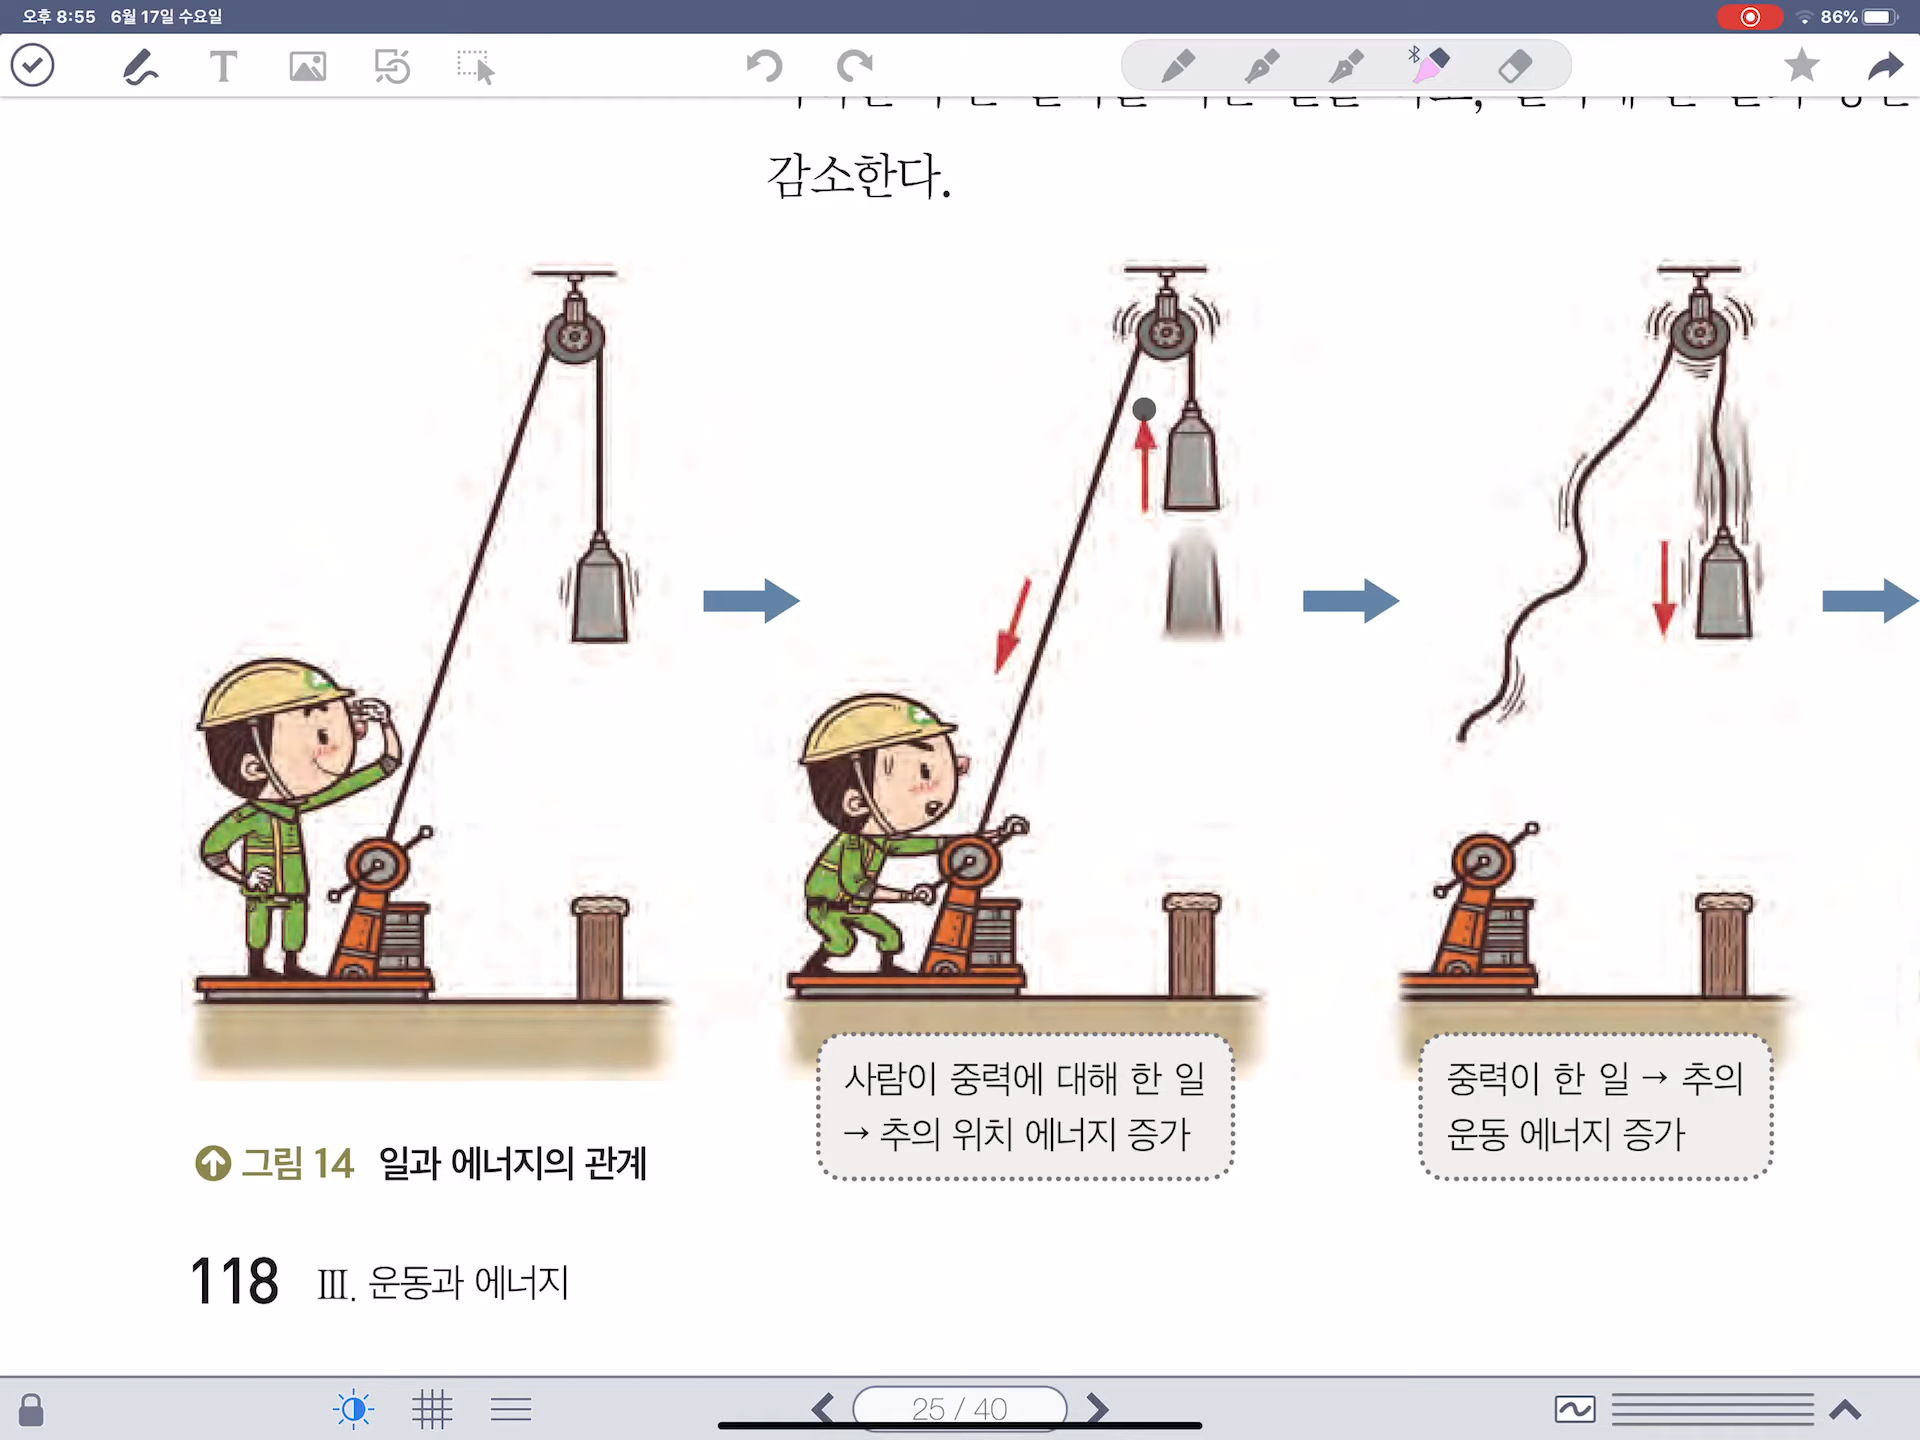 오후 8:55 6월 17일 수요일
86%
감소한다.
사람이 중력에 대해 한 일
→ 추의 위치 에너지 증가
중력이 한 일 → 추의
운동 에너지 증가
그림 14 일과 에너지의 관계
118 Ⅲ. 운동과 에너지
25 / 40